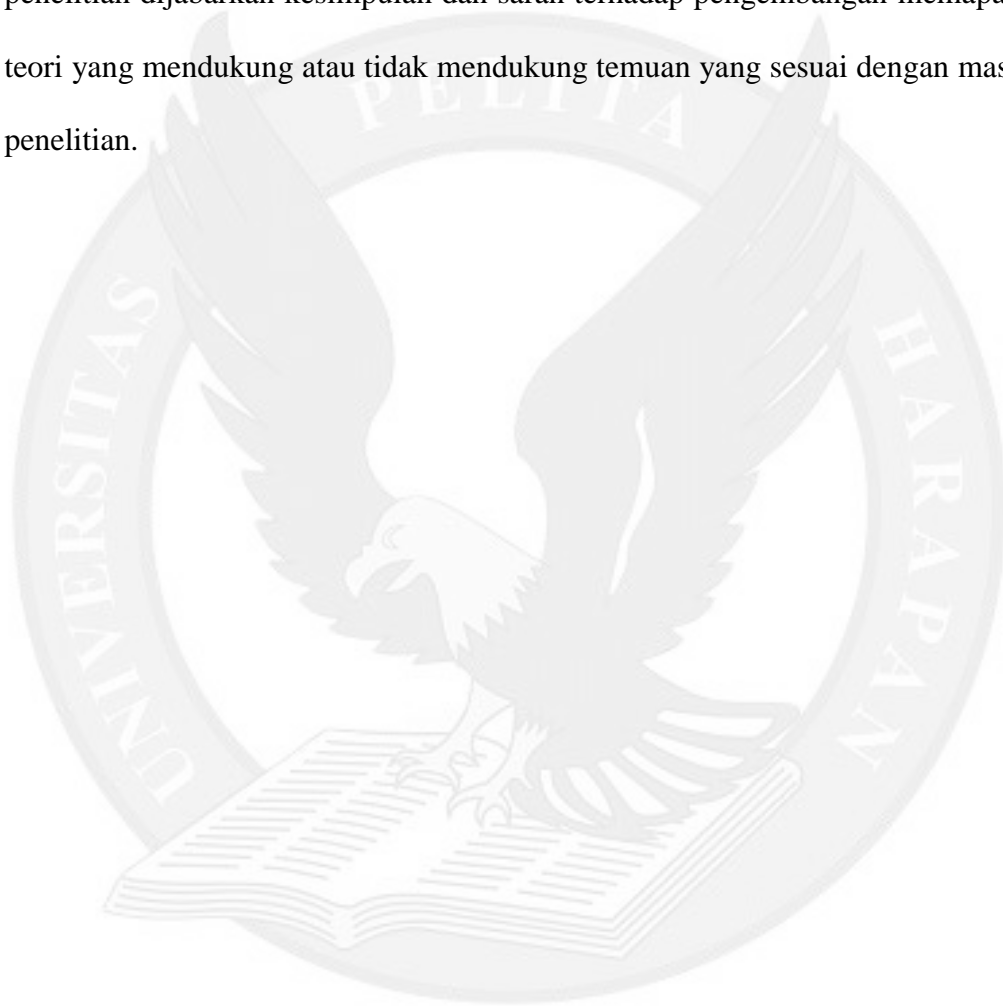 penelitian dijabarkan kesimpulan dan saran terhadap pengembangan
teori yang mendukung atau tidak mendukung temuan yang sesuai dengan
penelitian.
UNIVERSITAS PELITA HARAPAN